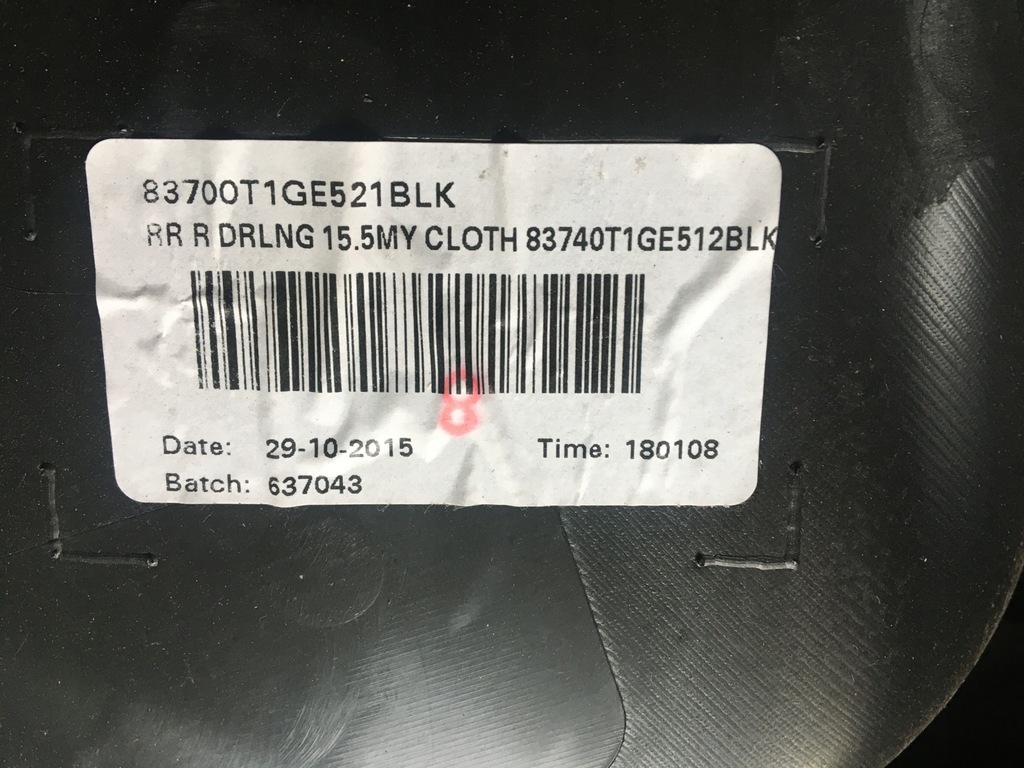 83700T1GE521BLK
RR R DRLNG 15.5MY CLOTH 83740T1GE512BLK
8
Date: 29-10-2015 Time: 180108
Batch: 637043